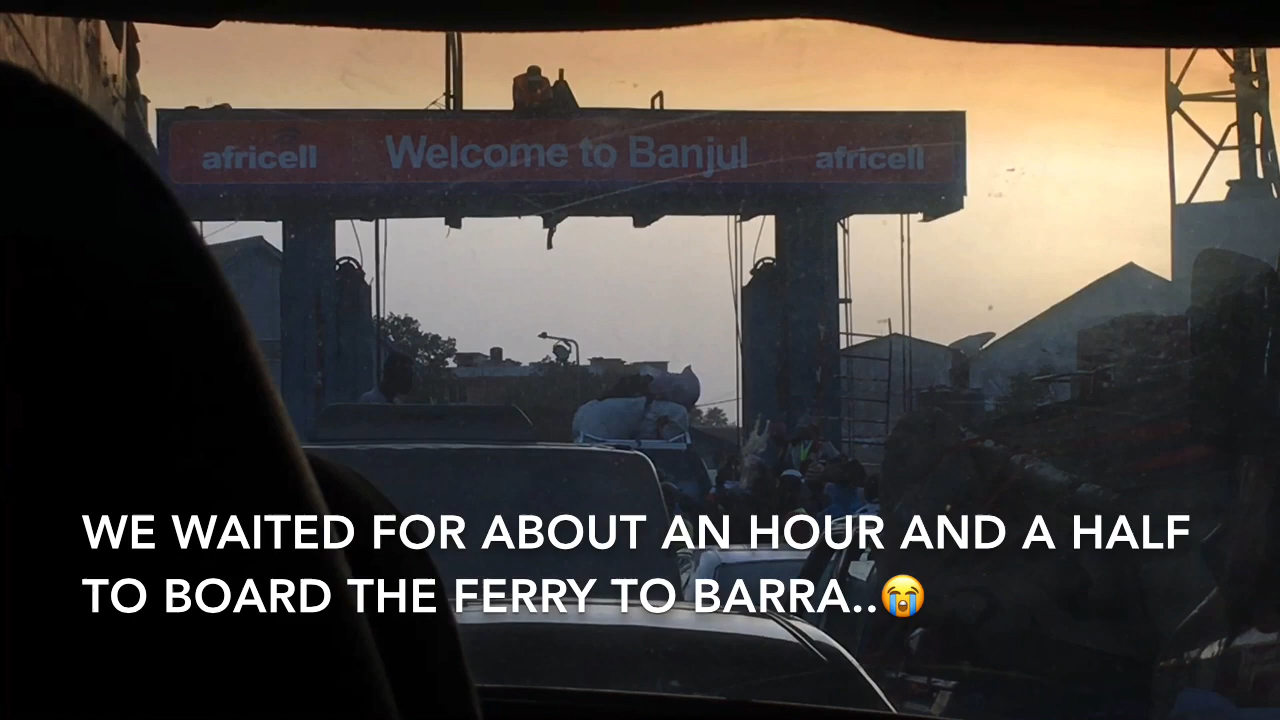 africell Welcome to Banjul africell
WE WAITED FOR ABOUT AN HOUR AND A HALF
TO BOARD THE FERRY TO BARRA..😭